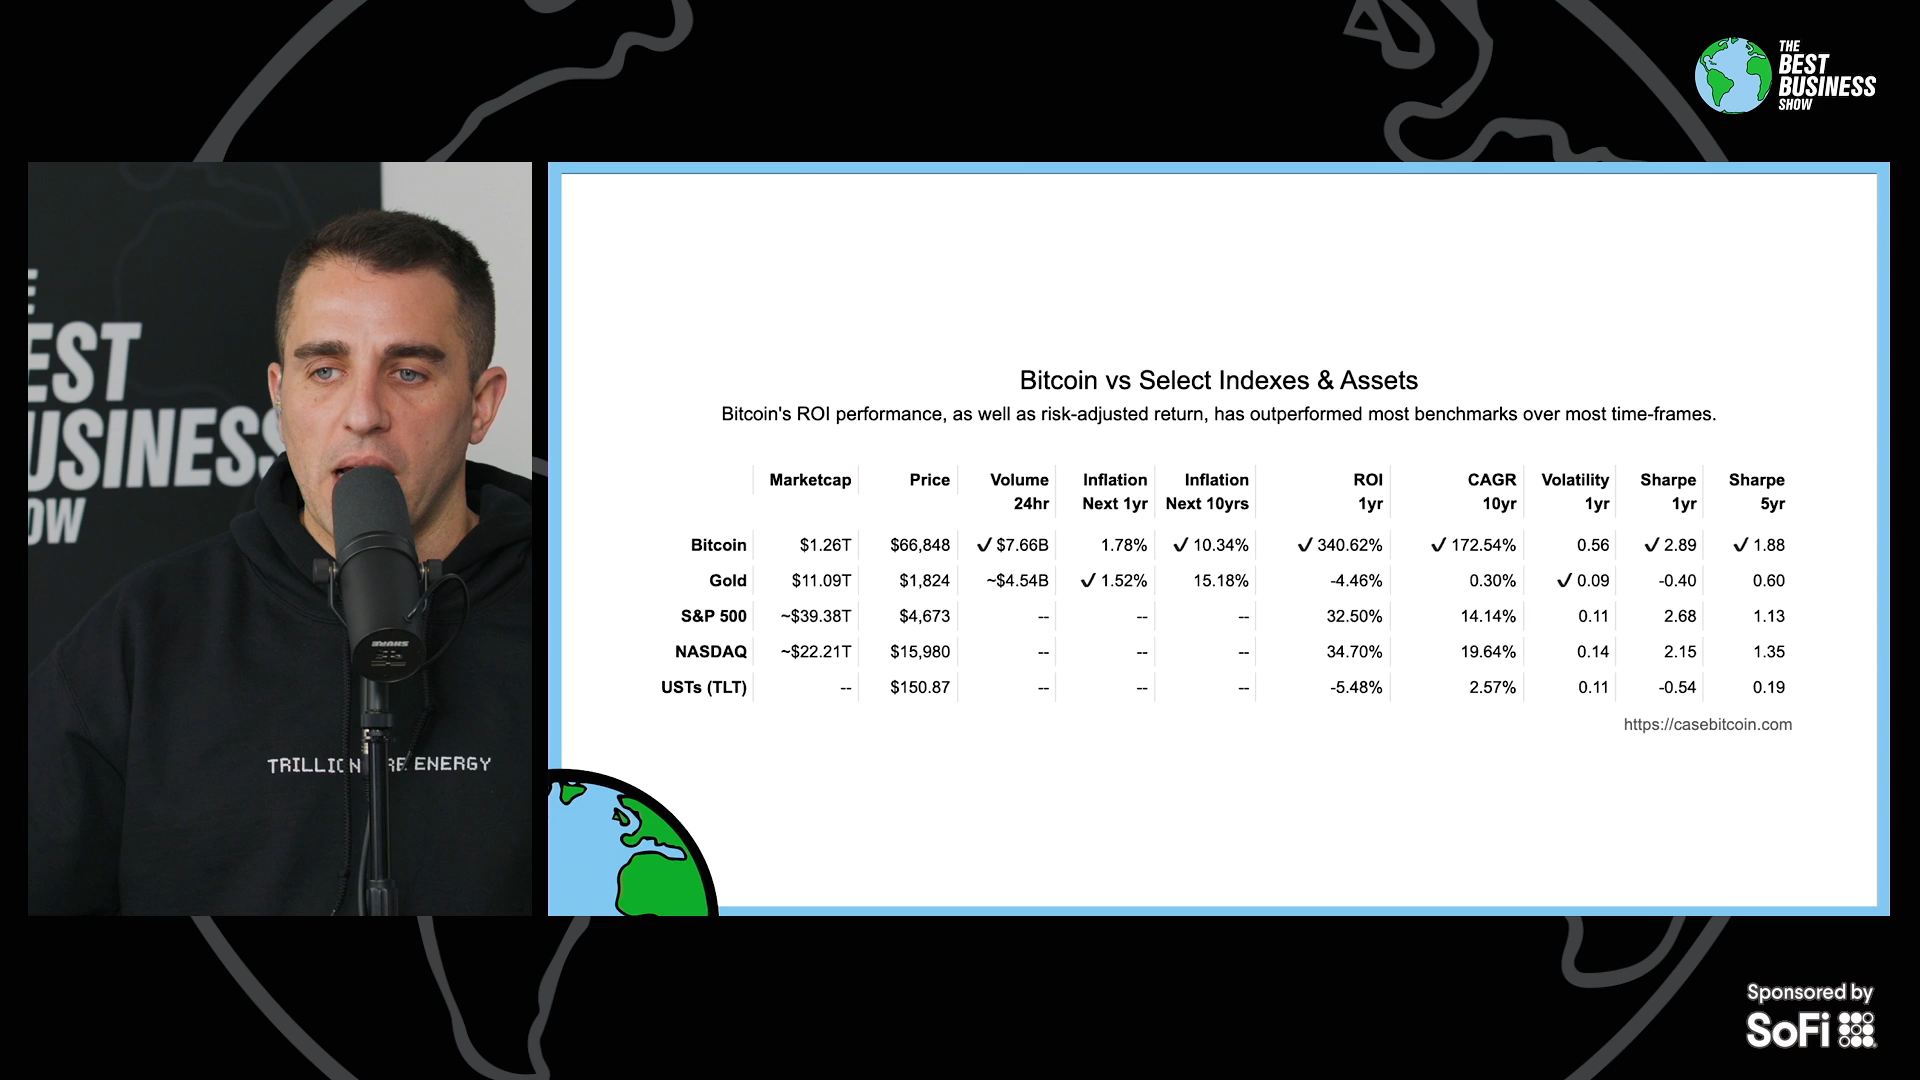 THE
BEST
BUSINESS
SHOW
EST
USINESS
OW
TRILLION RE ENERGY
Bitcoin vs Select Indexes & Assets
Bitcoin's ROI performance, as well as risk-adjusted return, has outperformed most benchmarks over most time-frames.
Marketcap Price Volume 24hr Inflation Next 1yr Inflation Next 10yrs ROI 1yr CAGR 10yr Volatility 1yr Sharpe 1yr Sharpe 5yr
Bitcoin $1.26T $66,848 ✓ $7.66B 1.78% ✓ 10.34% ✓ 340.62% ✓ 172.54% 0.56 ✓ 2.89 ✓ 1.88
Gold $11.09T $1,824 ~$4.54B ✓ 1.52% 15.18% -4.46% 0.30% ✓ 0.09 -0.40 0.60
S&P 500 ~$39.38T $4,673 -- -- -- 32.50% 14.14% 0.11 2.68 1.13
NASDAQ ~$22.21T $15,980 -- -- -- 34.70% 19.64% 0.14 2.15 1.35
USTs (TLT) -- $150.87 -- -- -- -5.48% 2.57% 0.11 -0.54 0.19
https://casebitcoin.com
Sponsored by
SoFi